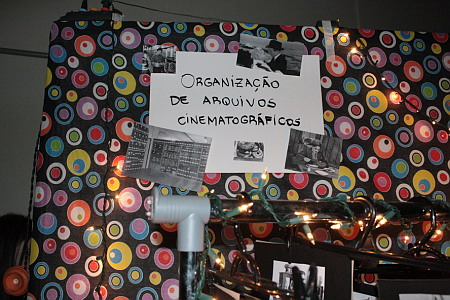 ORGANIZAÇÃO
DE ARQUIVOS
CINEMATOGRÁFICOS